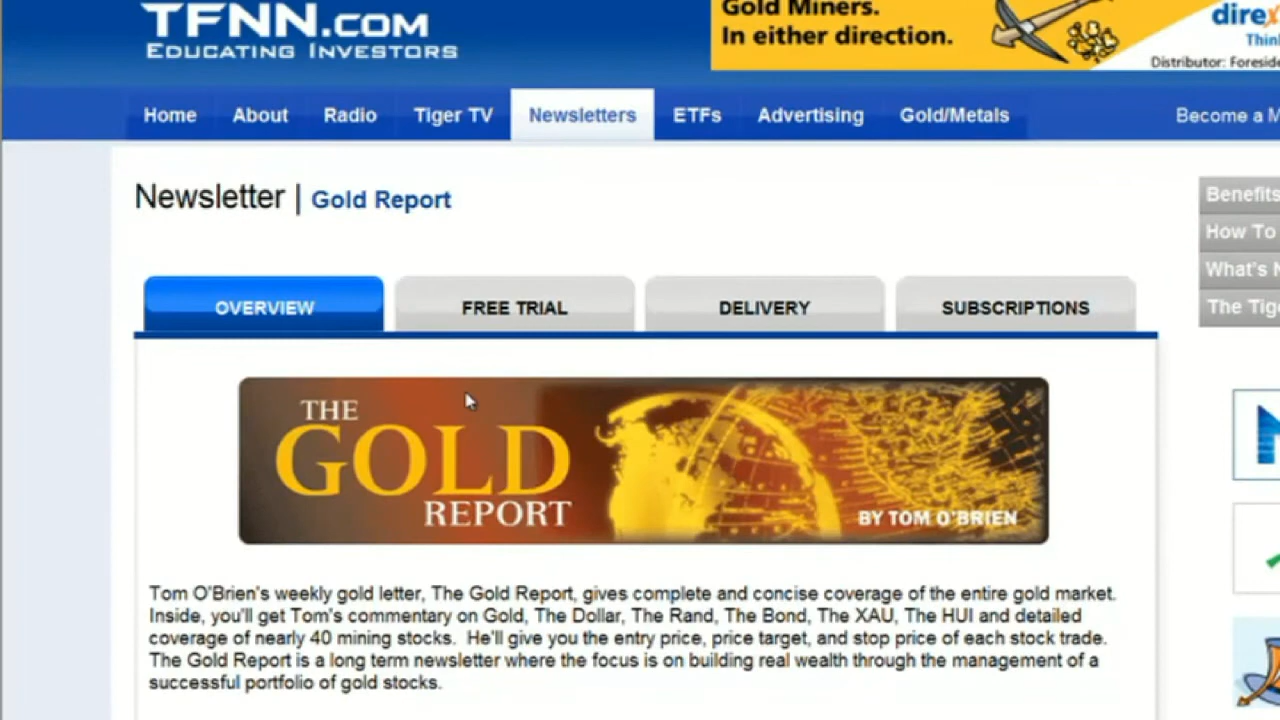 TFNN.COM
EDUCATING INVESTORS
Gold Miners.
In either direction.
Distributor:
Home About Radio Tiger TV Newsletters ETFs Advertising Gold/Metals Become a
Newsletter | Gold Report
Benefits
How To
What's
The
OVERVIEW FREE TRIAL DELIVERY SUBSCRIPTIONS
THE
GOLD
REPORT
BY TOM O'BRIEN
Tom O'Brien's weekly gold letter, The Gold Report, gives complete and concise coverage of the entire gold market.
Inside, you'll get Tom's commentary on Gold, The Dollar, The Rand, The Bond, The XAU, The HUI and detailed
coverage of nearly 40 mining stocks. He'll give you the entry price, price target, and stop price of each stock trade.
The Gold Report is a long term newsletter where the focus is on building real wealth through the management of a
successful portfolio of gold stocks.